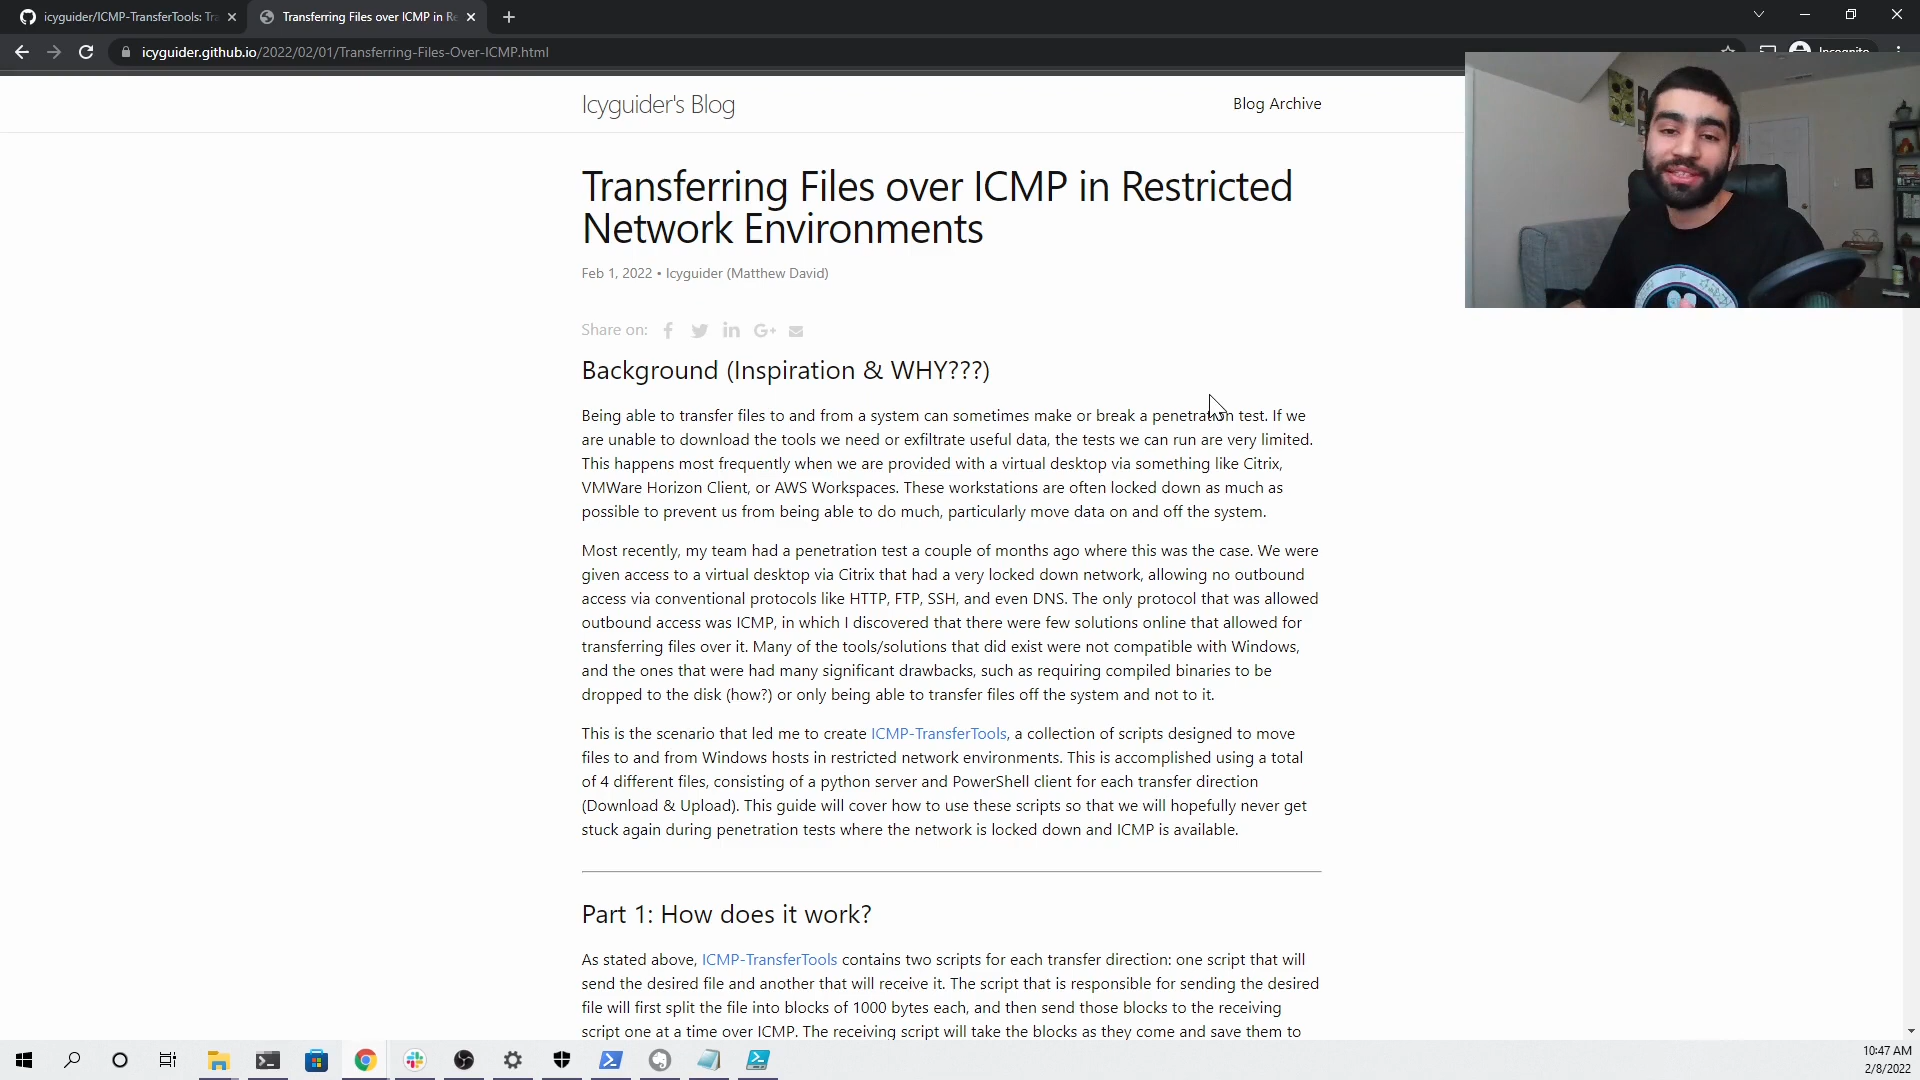 icyguider/ICMP-TransferTools: Tra
Transferring Files over ICMP in Re
icyguider.github.io/2022/02/01/Transferring-Files-Over-ICMP.html
Incognito
Icyguider's Blog
Blog Archive
Transferring Files over ICMP in Restricted
Network Environments
Feb 1, 2022 • Icyguider (Matthew David)
Share on:
Background (Inspiration & WHY???)
Being able to transfer files to and from a system can sometimes make or break a penetration test. If we
are unable to download the tools we need or exfiltrate useful data, the tests we can run are very limited.
This happens most frequently when we are provided with a virtual desktop via something like Citrix,
VMWare Horizon Client, or AWS Workspaces. These workstations are often locked down as much as
possible to prevent us from being able to do much, particularly move data on and off the system.
Most recently, my team had a penetration test a couple of months ago where this was the case. We were
given access to a virtual desktop via Citrix that had a very locked down network, allowing no outbound
access via conventional protocols like HTTP, FTP, SSH, and even DNS. The only protocol that was allowed
outbound access was ICMP, in which I discovered that there were few solutions online that allowed for
transferring files over it. Many of the tools/solutions that did exist were not compatible with Windows,
and the ones that were had many significant drawbacks, such as requiring compiled binaries to be
dropped to the disk (how?) or only being able to transfer files off the system and not to it.
This is the scenario that led me to create ICMP-TransferTools, a collection of scripts designed to move
files to and from Windows hosts in restricted network environments. This is accomplished using a total
of 4 different files, consisting of a python server and PowerShell client for each transfer direction
(Download & Upload). This guide will cover how to use these scripts so that we will hopefully never get
stuck again during penetration tests where the network is locked down and ICMP is available.
Part 1: How does it work?
As stated above, ICMP-TransferTools contains two scripts for each transfer direction: one script that will
send the desired file and another that will receive it. The script that is responsible for sending the desired
file will first split the file into blocks of 1000 bytes each, and then send those blocks to the receiving
script one at a time over ICMP. The receiving script will take the blocks as they come and save them to
10:47 AM
2/8/2022